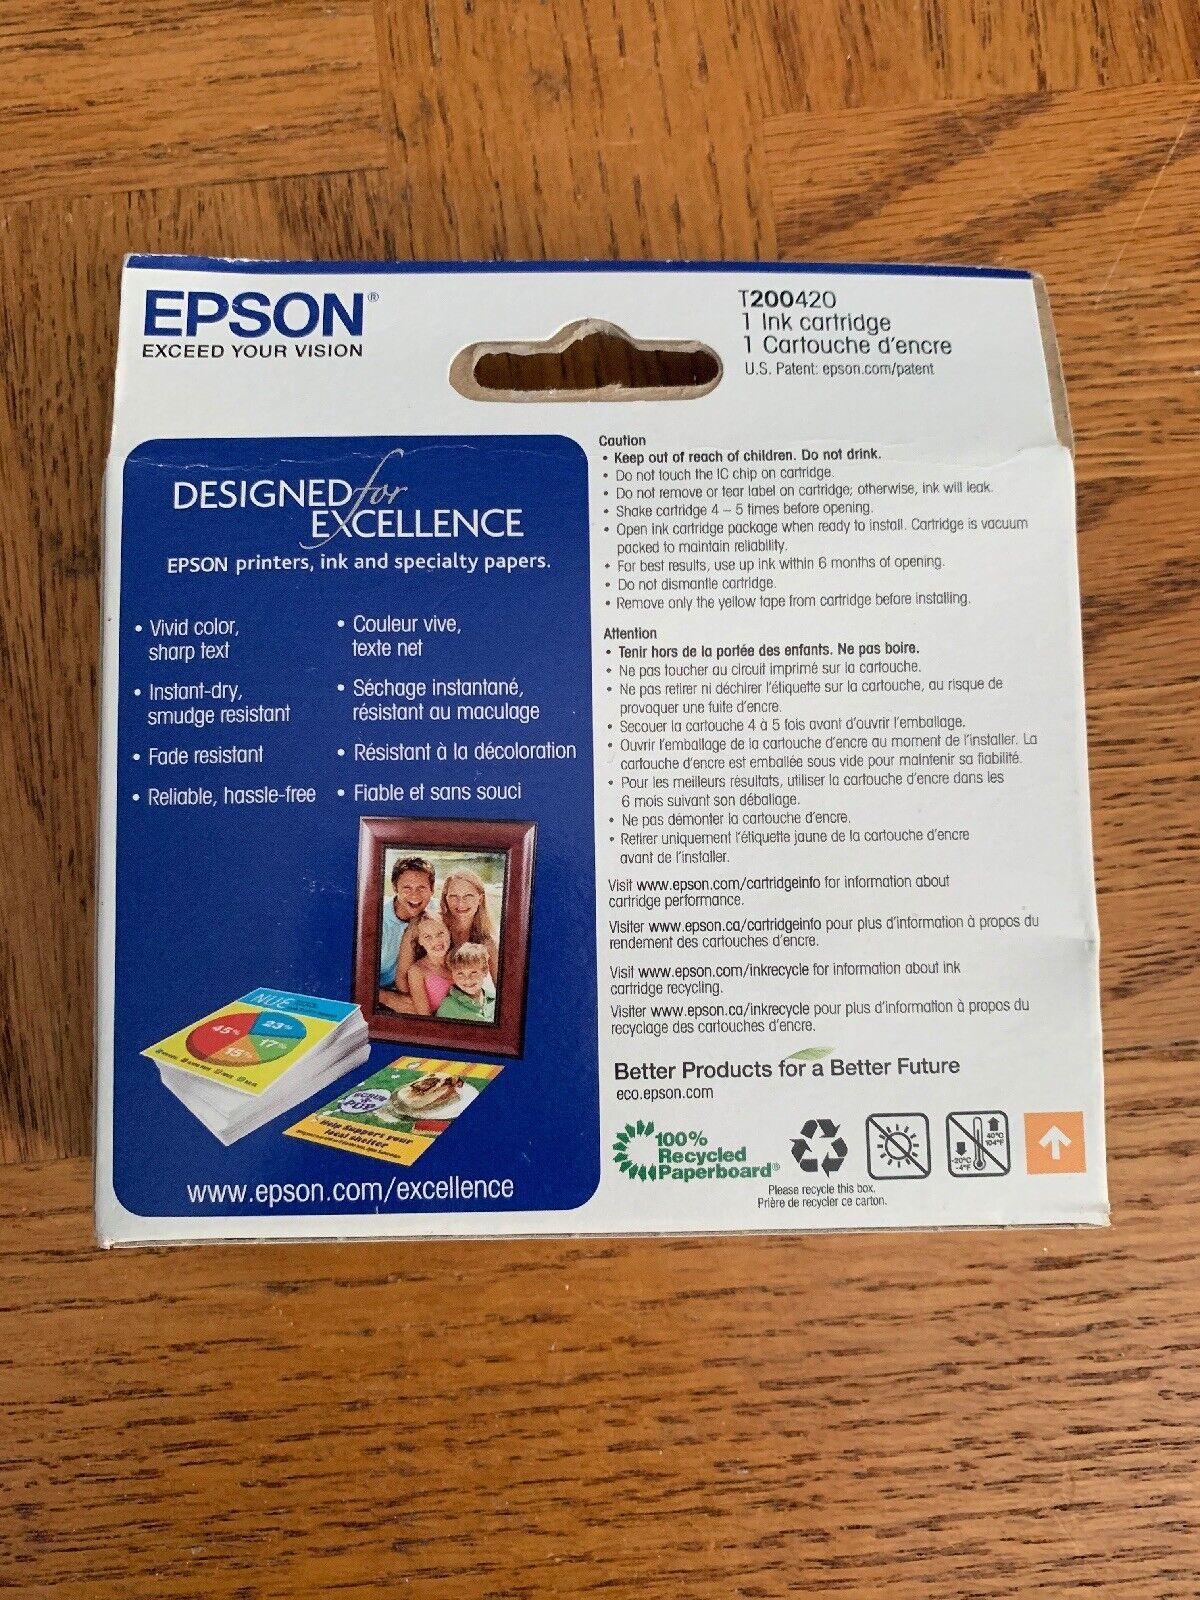 EPSON®
EXCEED YOUR VISION
T200420
1 Ink cartridge
1 Cartouche d'encre
U.S. Patent: epson.com/patent
DESIGNED for
EXCELLENCE
EPSON printers, ink and specialty papers.
• Vivid color,
sharp text
• Instant-dry,
smudge resistant
• Fade resistant
• Reliable, hassle-free
• Couleur vive,
texte net
• Séchage instantané,
résistant au maculage
• Résistant à la décoloration
• Fiable et sans souci
NUE
45%
23%
17%
15%
Help Support your
local shelter
www.epson.com/excellence
Caution
• Keep out of reach of children. Do not drink.
• Do not touch the IC chip on cartridge.
• Do not remove or tear label on cartridge; otherwise, ink will leak.
• Shake cartridge 4 – 5 times before opening.
• Open ink cartridge package when ready to install. Cartridge is vacuum
packed to maintain reliability.
• For best results, use up ink within 6 months of opening.
• Do not dismantle cartridge.
• Remove only the yellow tape from cartridge before installing.
Attention
• Tenir hors de la portée des enfants. Ne pas boire.
• Ne pas toucher au circuit imprimé sur la cartouche.
• Ne pas retirer ni déchirer l'étiquette sur la cartouche, au risque de
provoquer une fuite d'encre.
• Secouer la cartouche 4 à 5 fois avant d'ouvrir l'emballage.
• Ouvrir l'emballage de la cartouche d'encre au moment de l'installer. La
cartouche d'encre est emballée sous vide pour maintenir sa fiabilité.
• Pour les meilleurs résultats, utiliser la cartouche d'encre dans les
6 mois suivant son déballage.
• Ne pas démonter la cartouche d'encre.
• Retirer uniquement l'étiquette jaune de la cartouche d'encre
avant de l'installer.
Visit www.epson.com/cartridgeinfo for information about
cartridge performance.
Visiter www.epson.ca/cartridgeinfo pour plus d'information à propos du
rendement des cartouches d'encre.
Visit www.epson.com/inkrecycle for information about ink
cartridge recycling.
Visiter www.epson.ca/inkrecycle pour plus d'information à propos du
recyclage des cartouches d'encre.
Better Products for a Better Future
eco.epson.com
100%
Recycled
Paperboard®
Please recycle this box.
Prière de recycler ce carton.
-20°C
-4°F
40°C
104°F